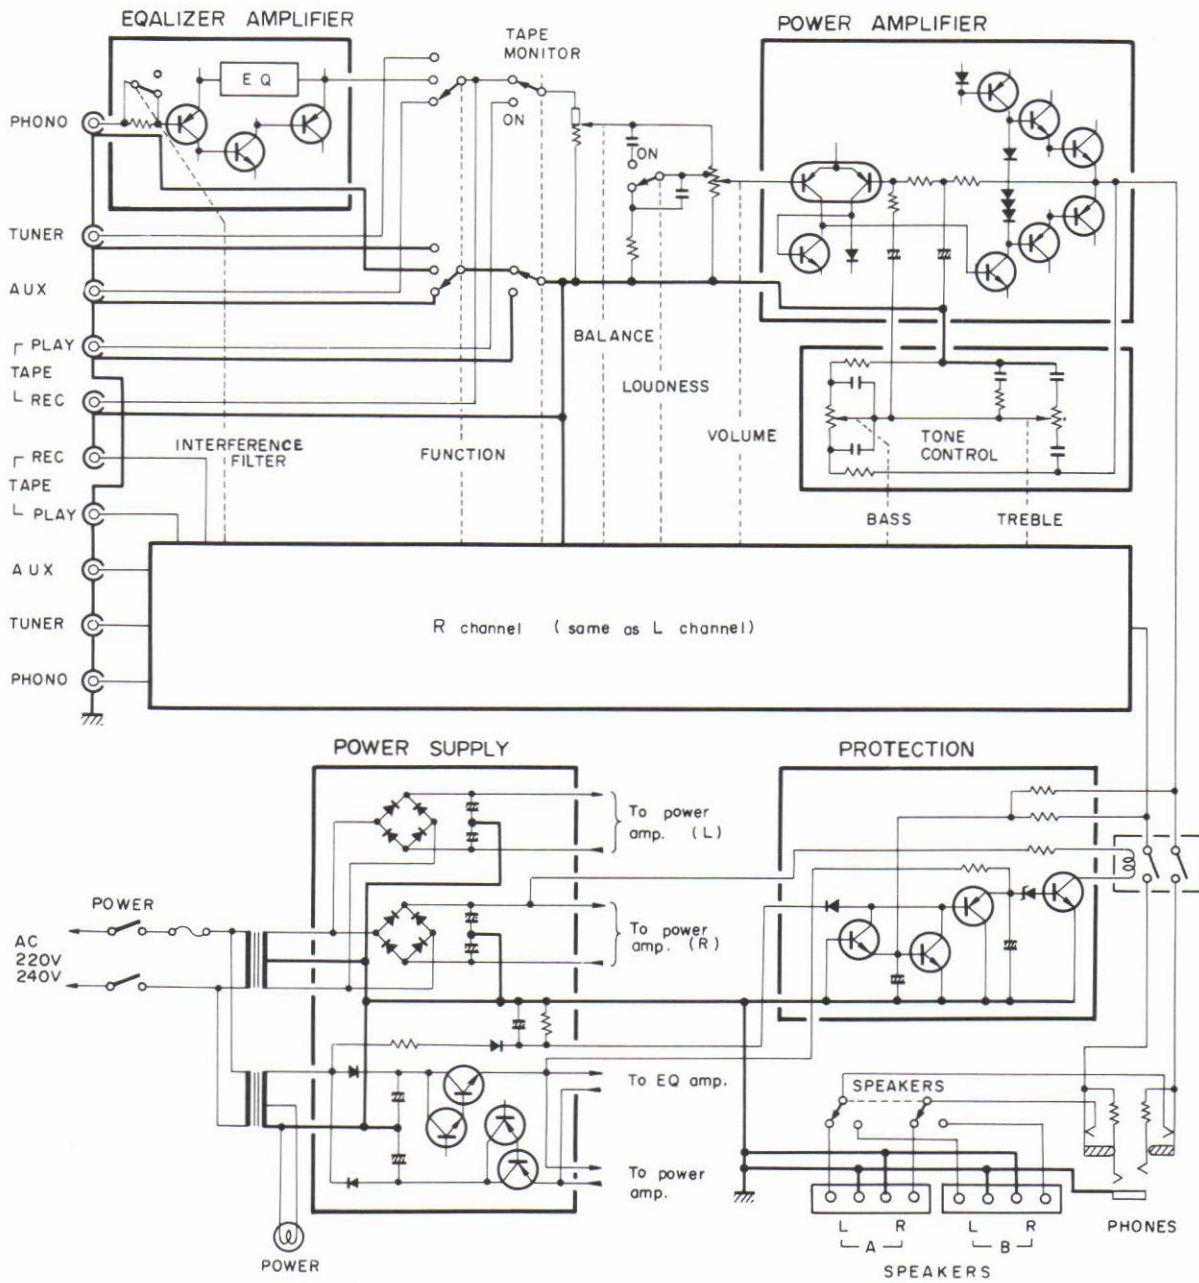 EQALIZER AMPLIFIER
TAPE
MONITOR
POWER AMPLIFIER
EQ
PHONO
ON
ON
TUNER
AUX
PLAY
TAPE
REC
BALANCE
LOUDNESS
VOLUME
INTERFERENCE
FILTER
FUNCTION
TONE
CONTROL
REC
TAPE
PLAY
BASS
TREBLE
AUX
TUNER
PHONO
R channel (same as L channel)
POWER SUPPLY
PROTECTION
To power
amp. (L)
POWER
AC
220V
240V
To power
amp. (R)
To EQ amp.
SPEAKERS
To power
amp.
L R
A
L R
B
PHONES
SPEAKERS
POWER